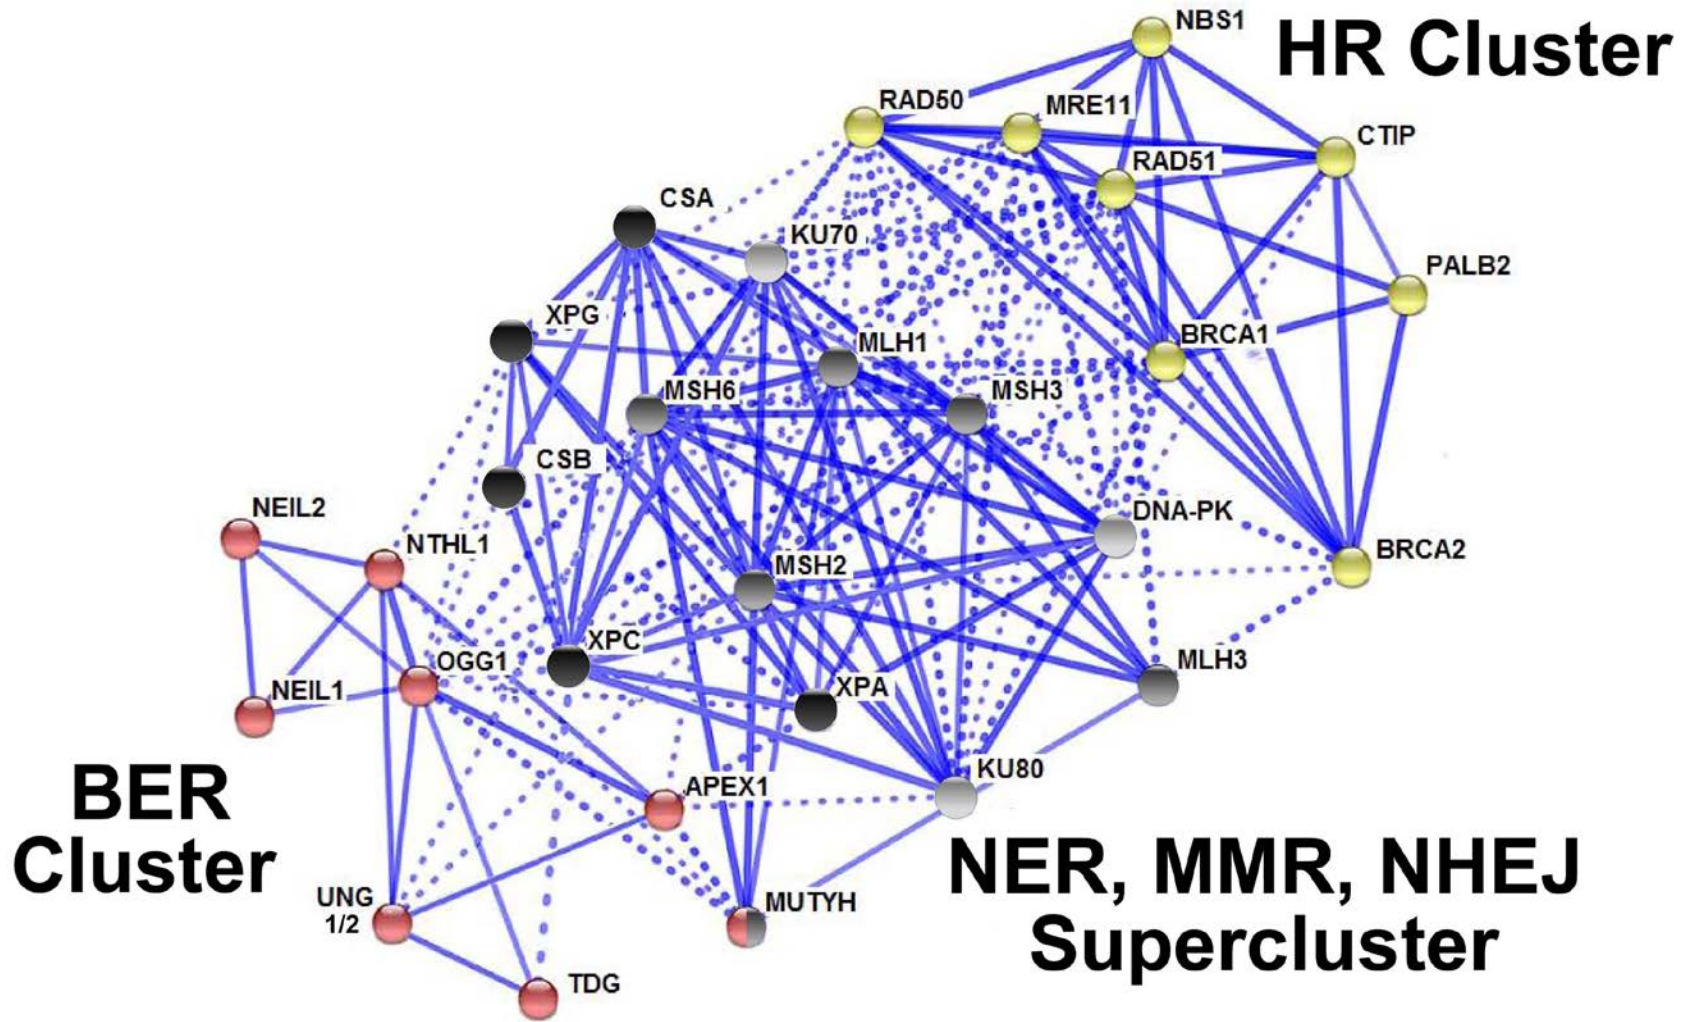 NBS1
HR Cluster
RAD50
MRE11
CTIP
RAD51
CSA
KU70
PALB2
XPG
BRCA1
MLH1
MSH6
MSH3
CSB
NEIL2
DNA-PK
NTHL1
BRCA2
MSH2
XPC
OGG1
MLH3
NEIL1
XPA
KU80
BER
Cluster
APEX1
NER, MMR, NHEJ
Supercluster
UNG
1/2
MUTYH
TDG